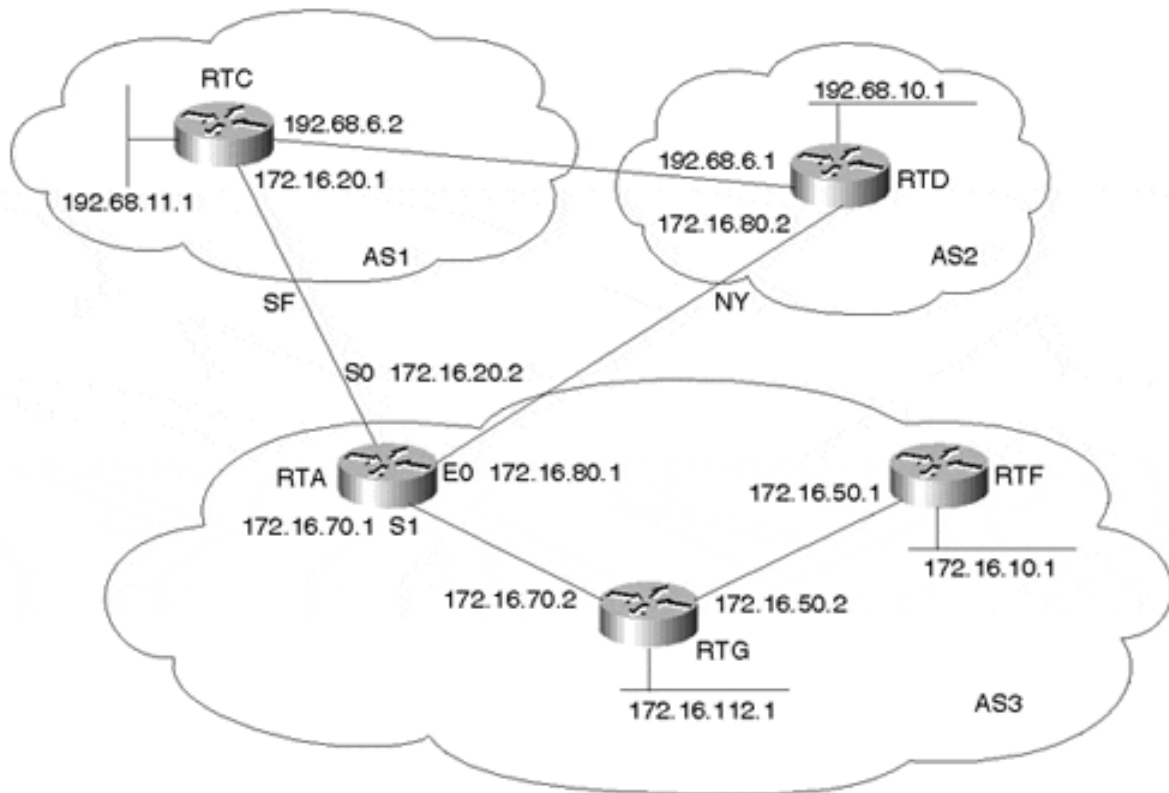 RTC
192.68.10.1
192.68.6.2
192.68.6.1
RTD
172.16.20.1
192.68.11.1
172.16.80.2
AS1
AS2
SF
NY
S0 172.16.20.2
RTA
E0 172.16.80.1
RTF
172.16.50.1
172.16.70.1 S1
172.16.10.1
172.16.70.2
172.16.50.2
RTG
172.16.112.1
AS3